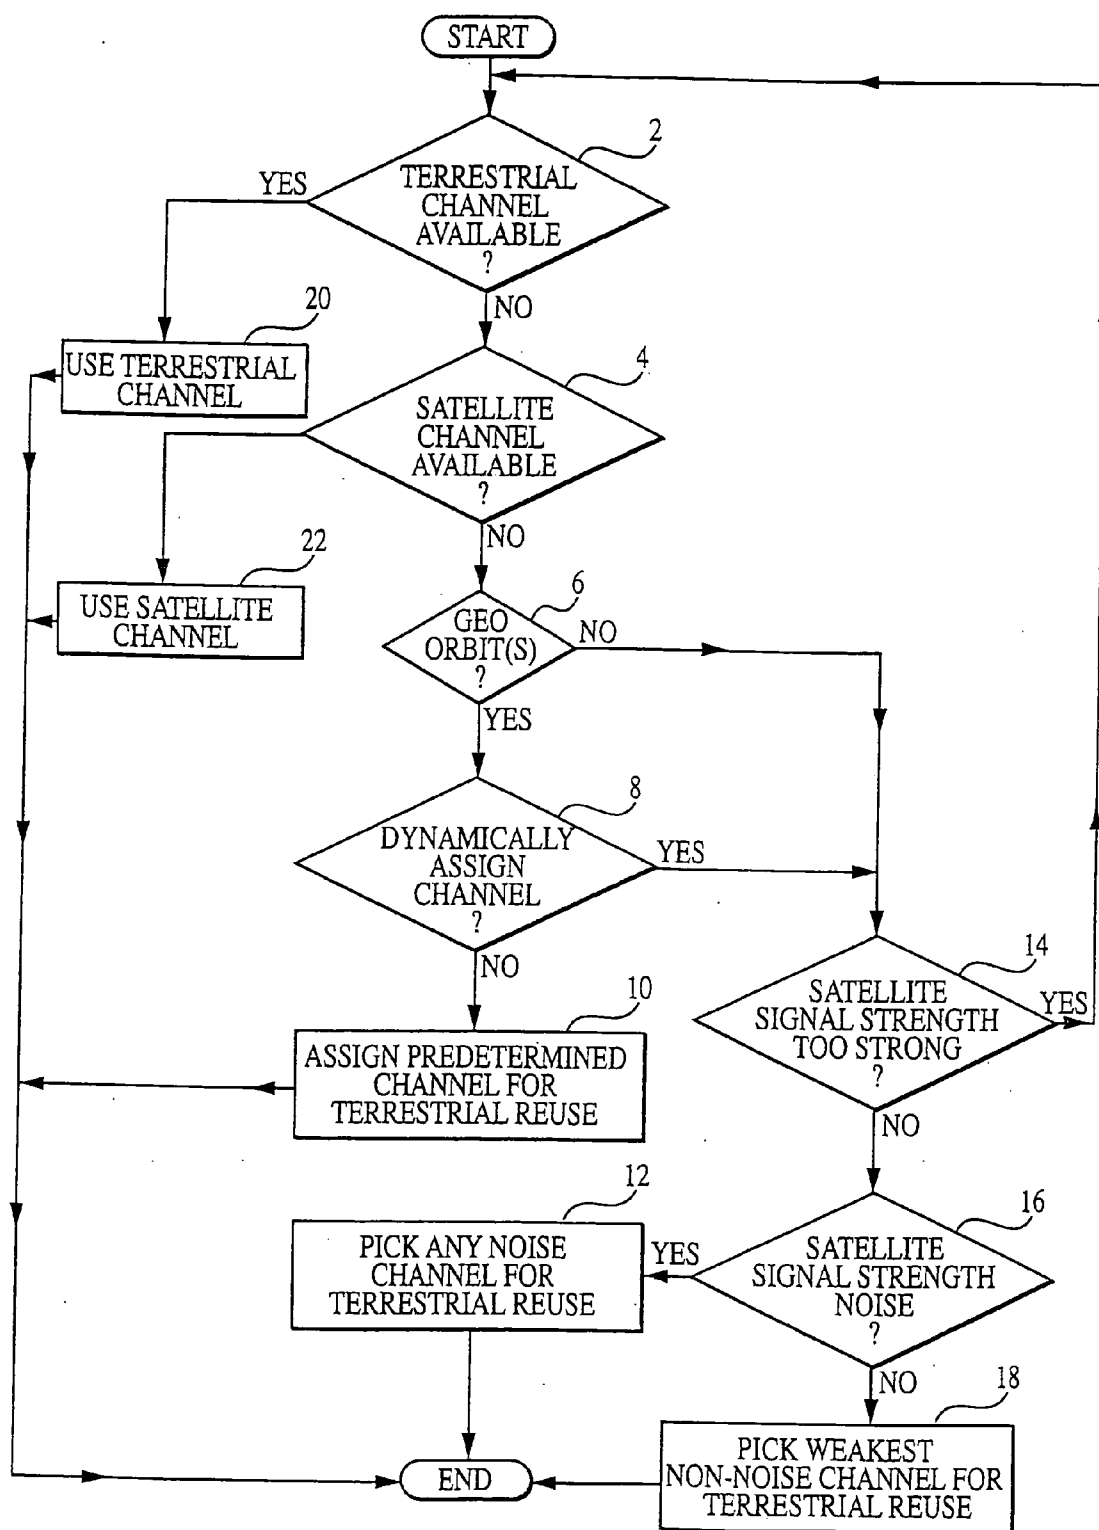 START
2
TERRESTRIAL
CHANNEL
AVAILABLE
?
YES
NO
20
USE TERRESTRIAL
CHANNEL
4
SATELLITE
CHANNEL
AVAILABLE
?
NO
22
USE SATELLITE
CHANNEL
6
GEO
ORBIT(S)
?
NO
YES
8
DYNAMICALLY
ASSIGN
CHANNEL
?
YES
NO
10
ASSIGN PREDETERMINED
CHANNEL FOR
TERRESTRIAL REUSE
14
SATELLITE
SIGNAL STRENGTH
TOO STRONG
?
YES
NO
12
PICK ANY NOISE
CHANNEL FOR
TERRESTRIAL REUSE
16
SATELLITE
SIGNAL STRENGTH
NOISE
?
YES
NO
18
PICK WEAKEST
NON-NOISE CHANNEL FOR
TERRESTRIAL REUSE
END